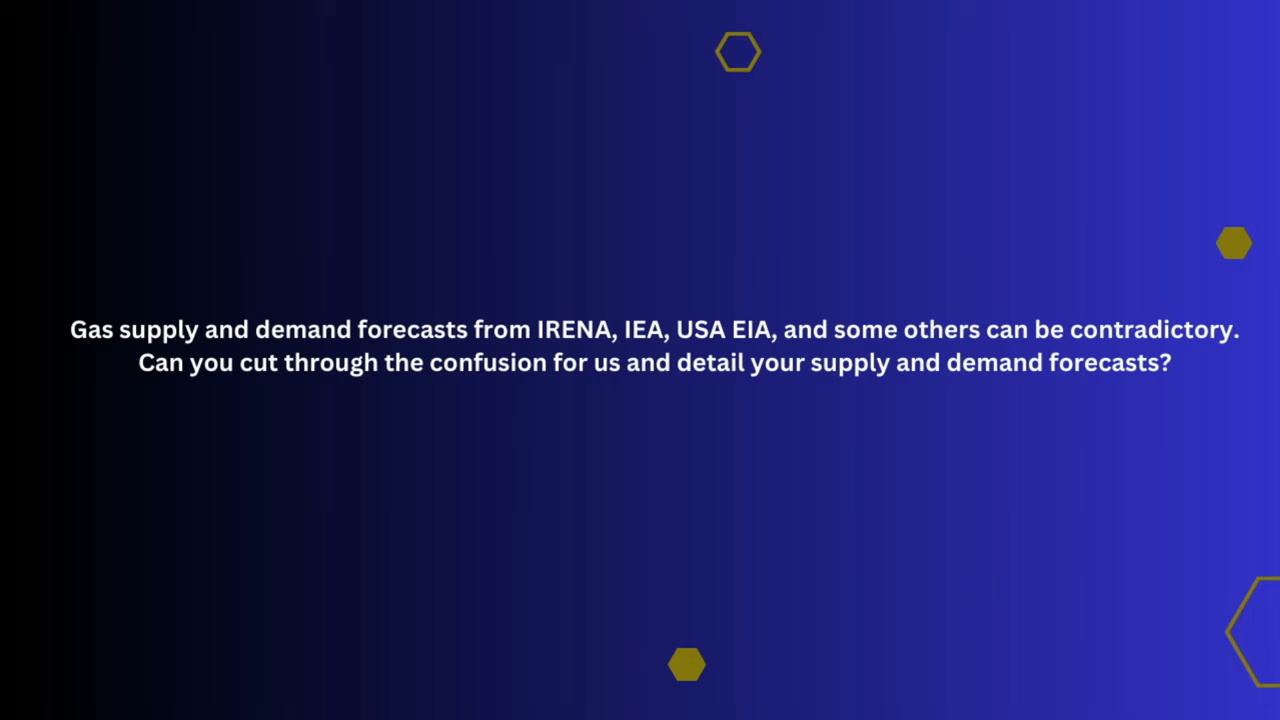 Gas supply and demand forecasts from IRENA, IEA, USA EIA, and some others can be contradictory.
Can you cut through the confusion for us and detail your supply and demand forecasts?